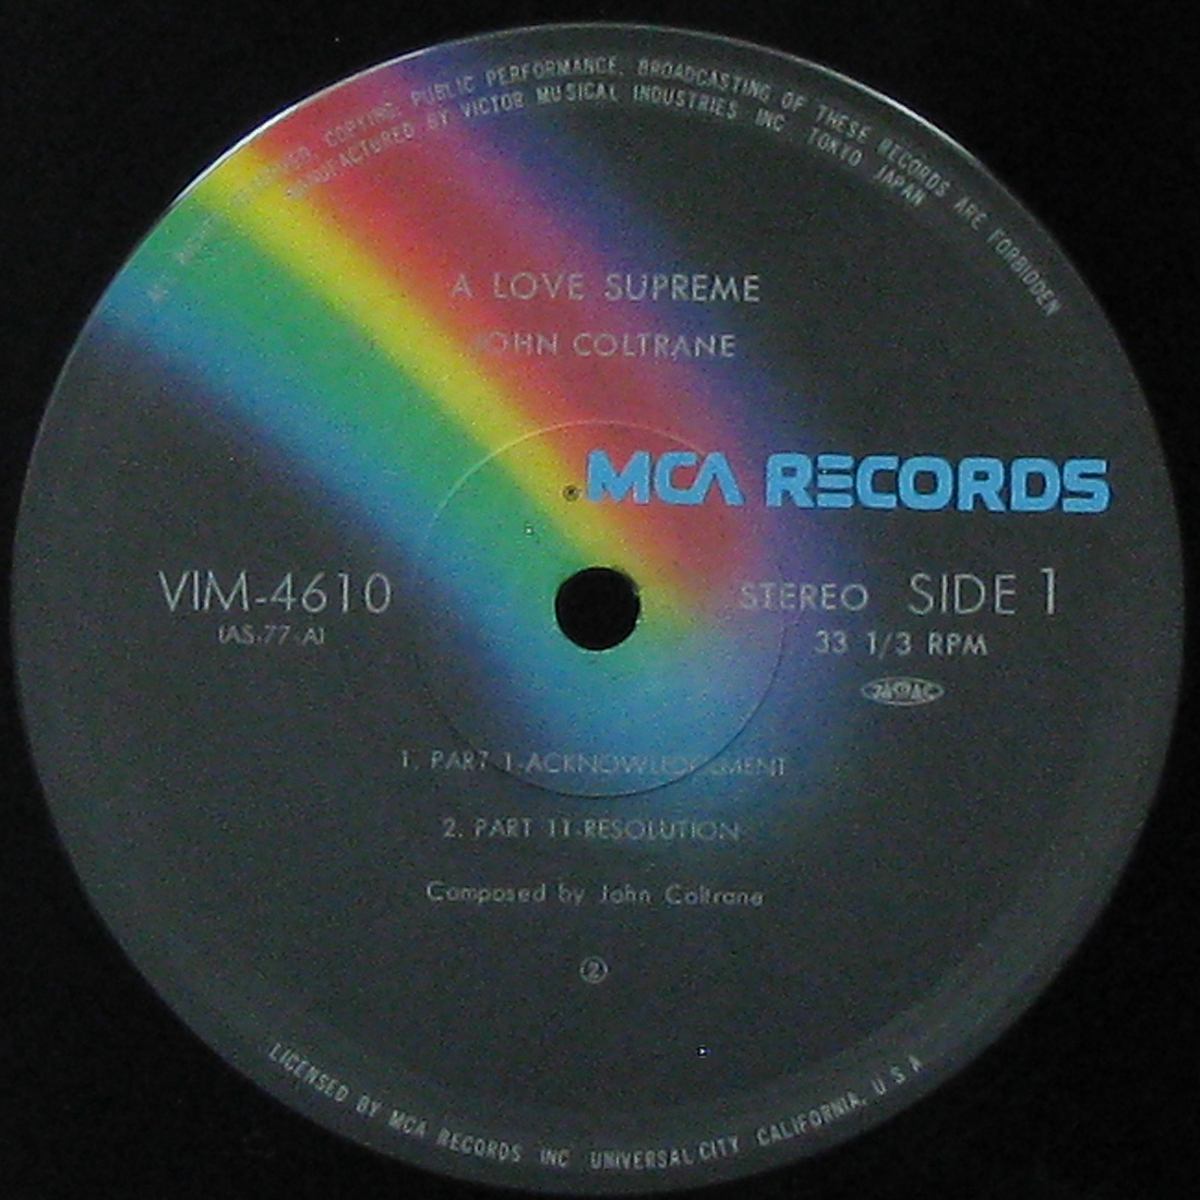 ALL RIGHTS RESERVED. COPYING, PUBLIC PERFORMANCE, BROADCASTING OF THESE RECORDS ARE FORBIDDEN
MANUFACTURED BY VICTOR MUSICAL INDUSTRIES INC TOKYO JAPAN
A LOVE SUPREME
JOHN COLTRANE
® MCA RECORDS
VIM-4610
(AS-77-A)
STEREO SIDE 1
33 1/3 RPM
1. PART 1-ACKNOWLEDGEMENT
2. PART 11-RESOLUTION
Composed by John Coltrane
②
LICENSED BY MCA RECORDS INC UNIVERSAL CITY CALIFORNIA, U S A